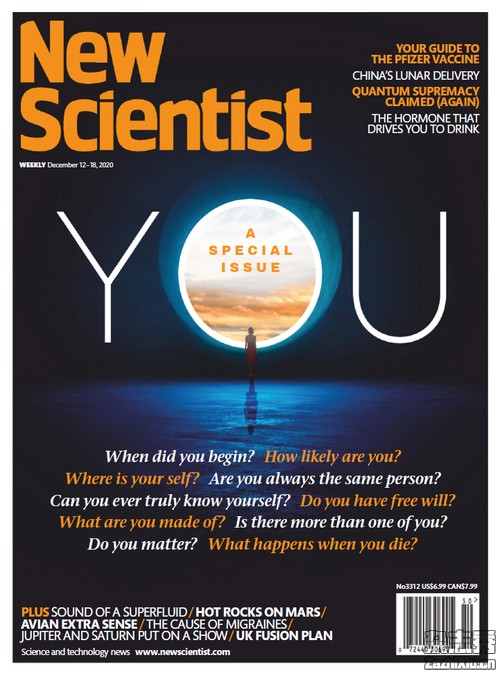 New
Scientist
WEEKLY December 12–18, 2020
YOUR GUIDE TO
THE PFIZER VACCINE
CHINA'S LUNAR DELIVERY
QUANTUM SUPREMACY
CLAIMED (AGAIN)
THE HORMONE THAT
DRIVES YOU TO DRINK
YOU
A
SPECIAL
ISSUE
When did you begin? How likely are you?
Where is your self? Are you always the same person?
Can you ever truly know yourself? Do you have free will?
What are you made of? Is there more than one of you?
Do you matter? What happens when you die?
No3312 US$6.99 CAN$7.99
PLUS SOUND OF A SUPERFLUID / HOT ROCKS ON MARS /
AVIAN EXTRA SENSE / THE CAUSE OF MIGRAINES /
JUPITER AND SATURN PUT ON A SHOW / UK FUSION PLAN
Science and technology news www.newscientist.com
50